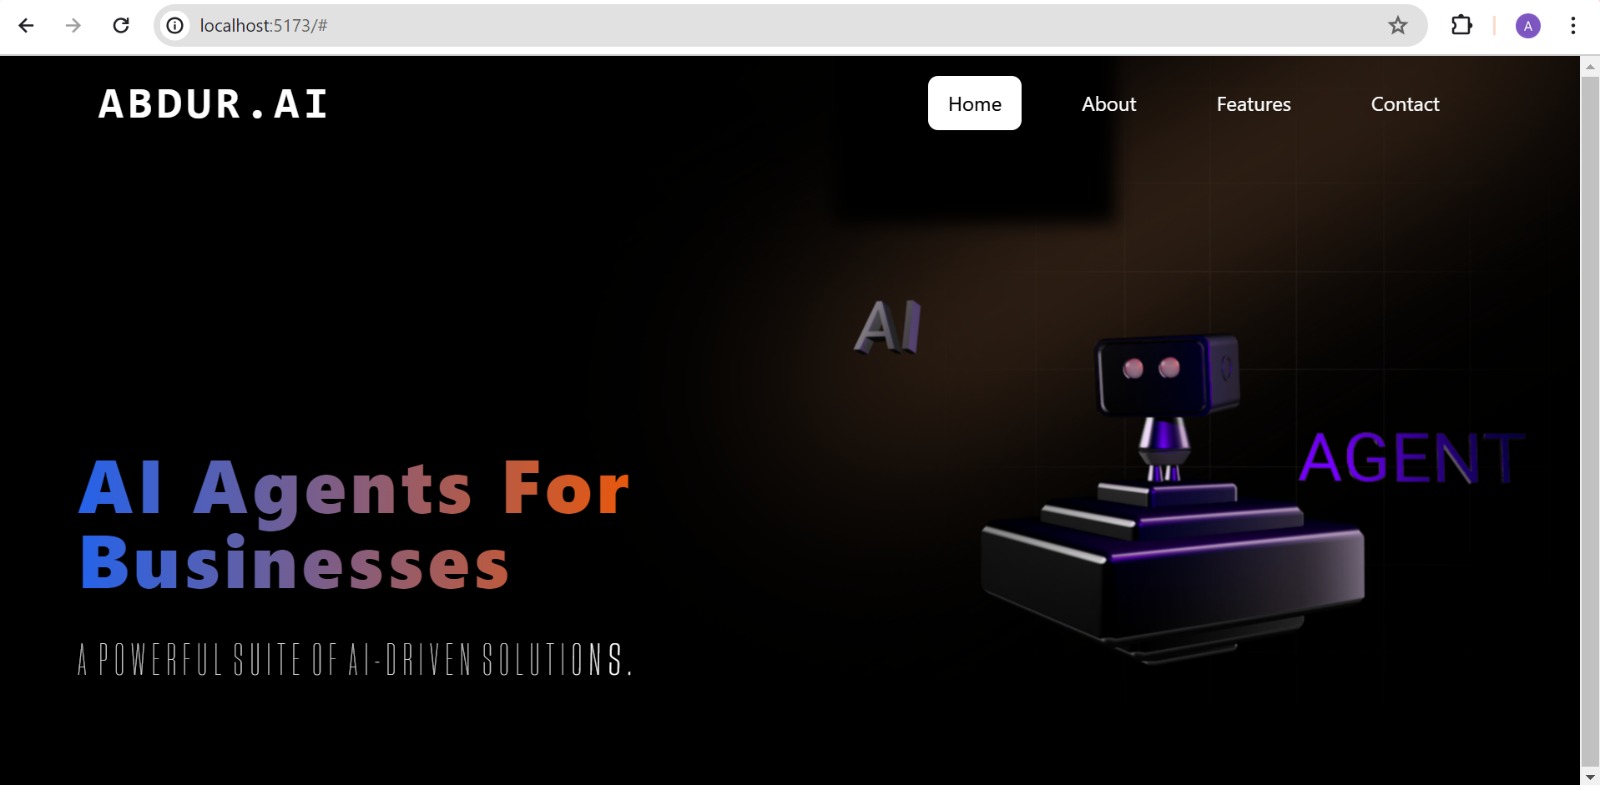 localhost:5173/#
A
ABDUR.AI
Home
About
Features
Contact
AI
AGENT
AI Agents For
Businesses
A POWERFUL SUITE OF AI-DRIVEN SOLUTIONS.